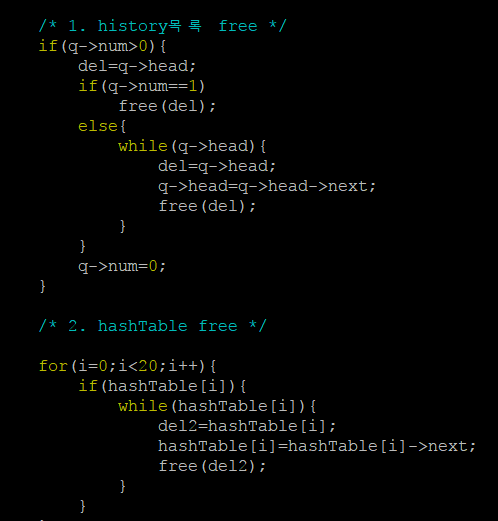 /* 1. history목 록  free */
if(q->num>0){
    del=q->head;
    if(q->num==1)
        free(del);
    else{
        while(q->head){
            del=q->head;
            q->head=q->head->next;
            free(del);
        }
    }
    q->num=0;
}
/* 2. hashTable free */
for(i=0;i<20;i++){
    if(hashTable[i]){
        while(hashTable[i]){
            del2=hashTable[i];
            hashTable[i]=hashTable[i]->next;
            free(del2);
        }
    }